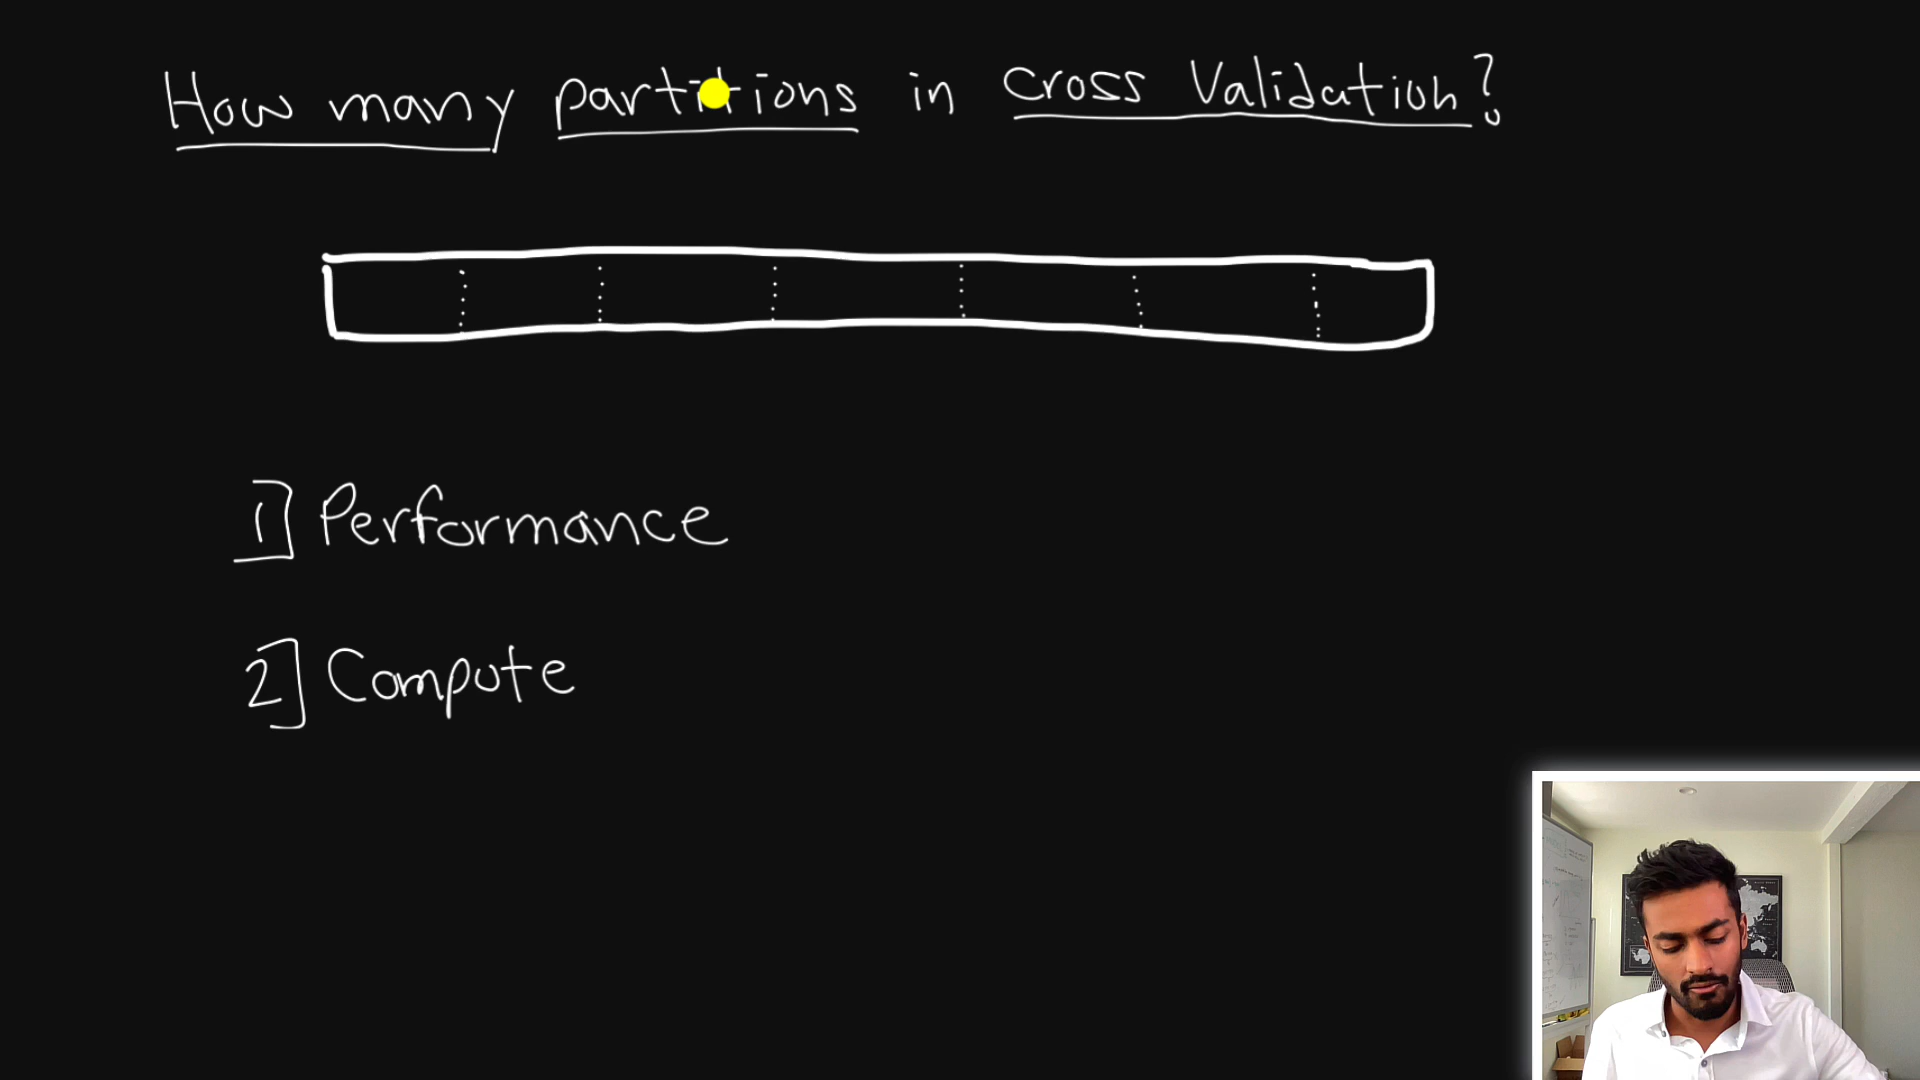 How many partitions in Cross Validation?
1] Performance
2] Compute